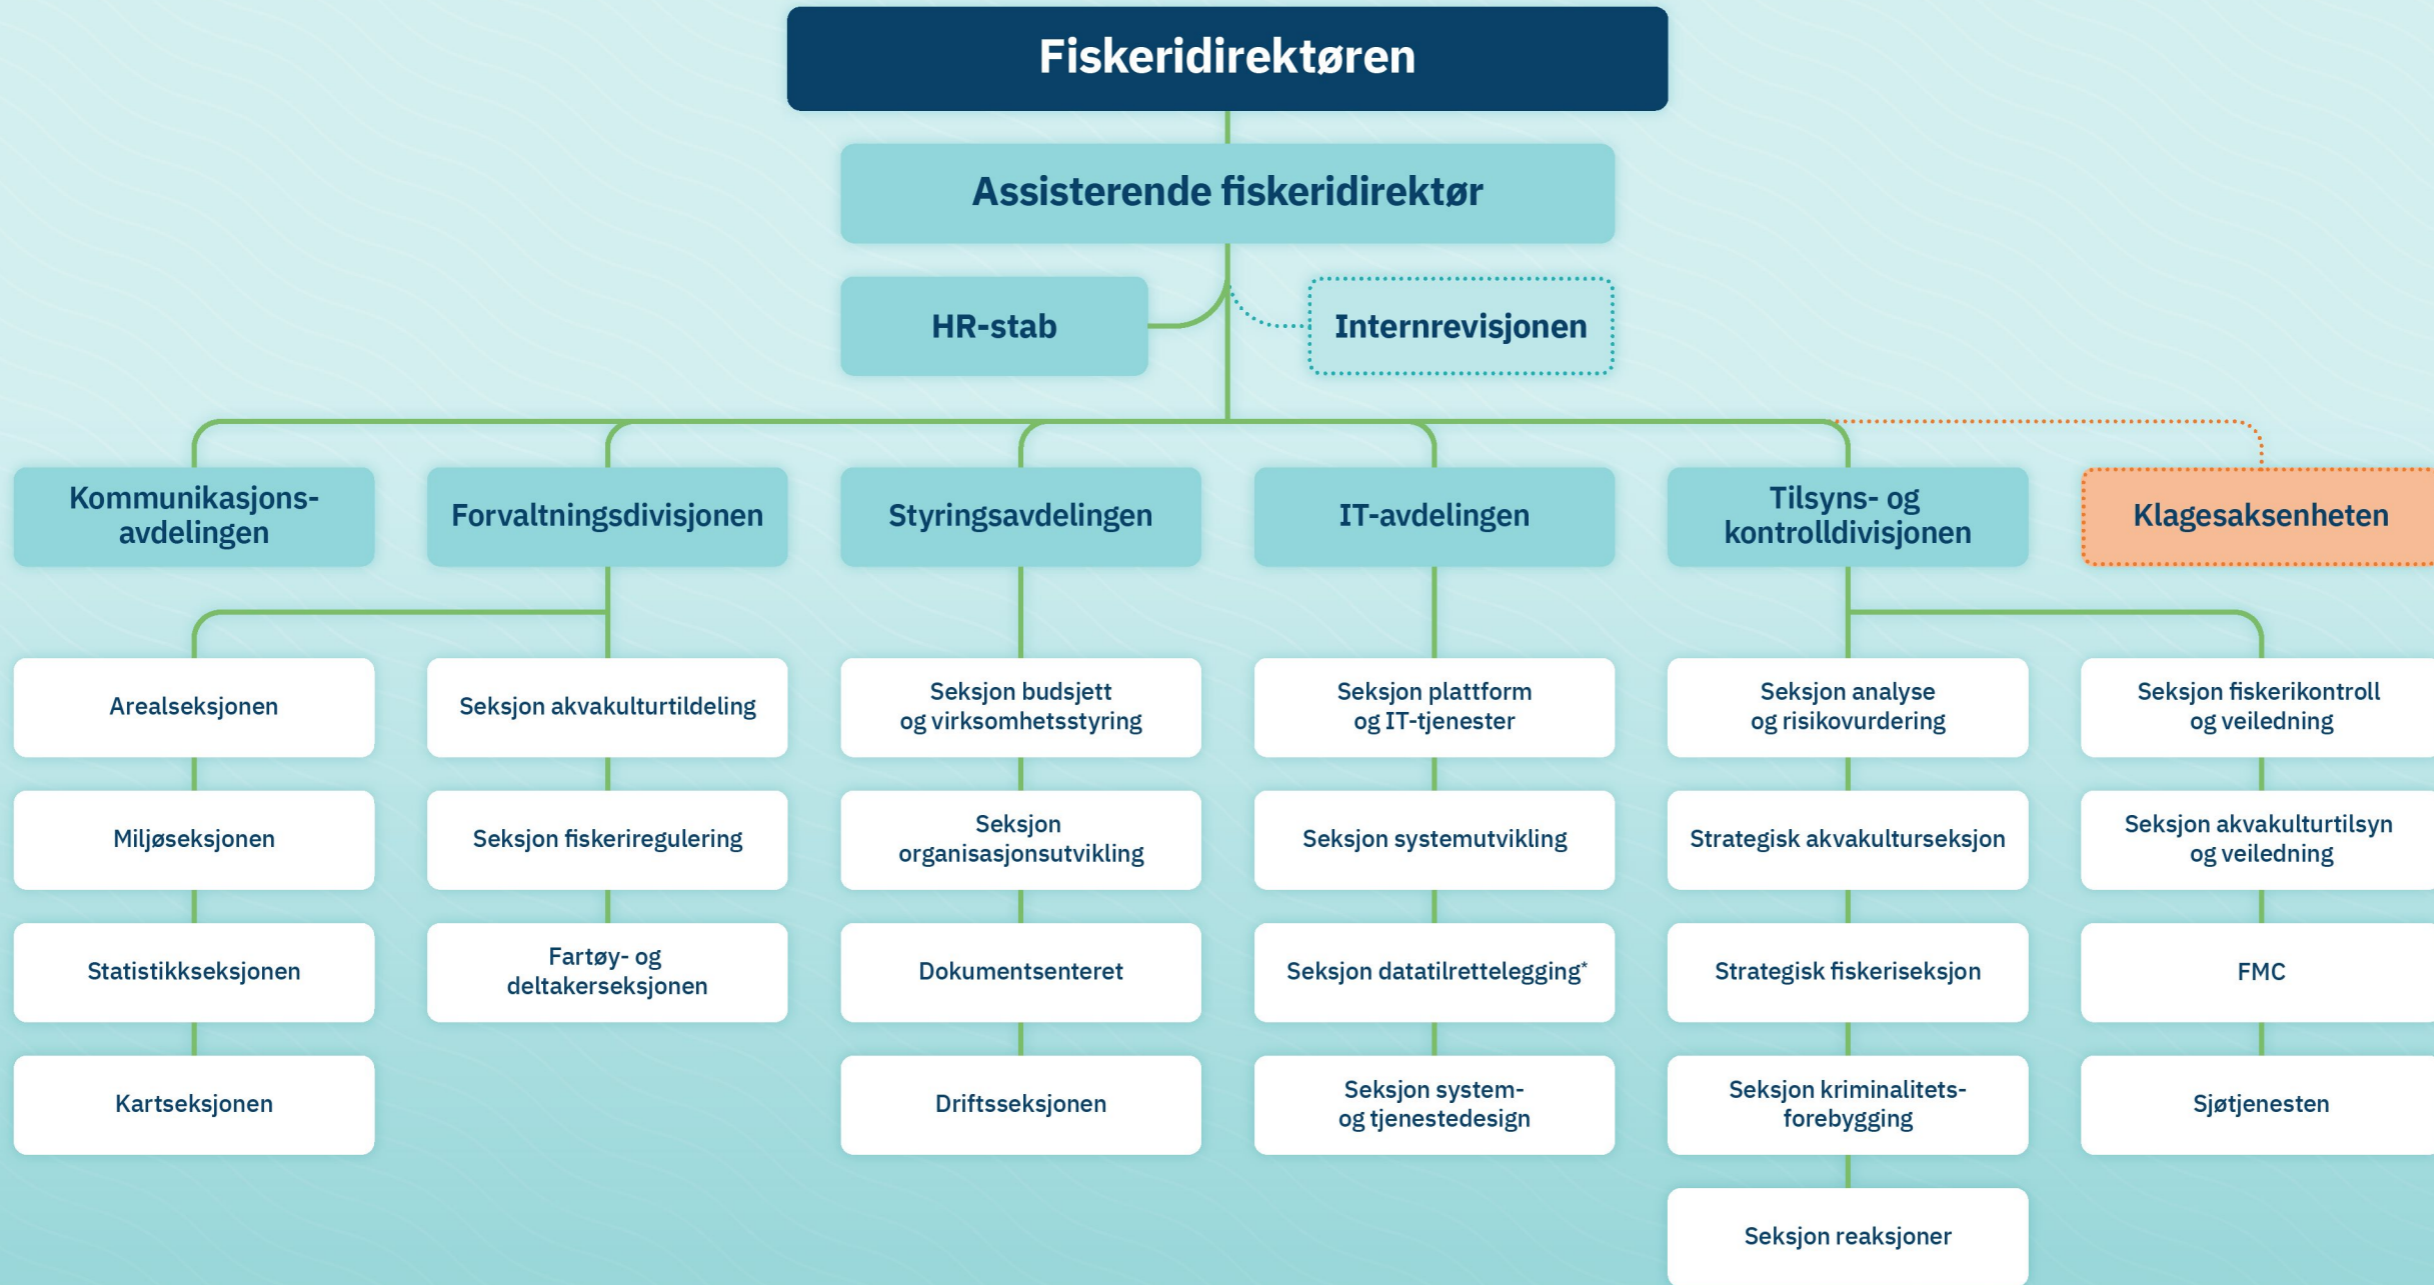 Fiskeridirektøren
Assisterende fiskeridirektør
HR-stab
Internrevisjonen
Kommunikasjons-
avdelingen
Forvaltningsdivisjonen
Styringsavdelingen
IT-avdelingen
Tilsyns- og
kontrolldivisjonen
Klagesaksenheten
Arealseksjonen
Seksjon akvakulturtildeling
Seksjon budsjett
og virksomhetsstyring
Seksjon plattform
og IT-tjenester
Seksjon analyse
og risikovurdering
Seksjon fiskerikontroll
og veiledning
Miljøseksjonen
Seksjon fiskeriregulering
Seksjon
organisasjonsutvikling
Seksjon systemutvikling
Strategisk akvakulturseksjon
Seksjon akvakulturtilsyn
og veiledning
Statistikkseksjonen
Fartøy- og
deltakerseksjonen
Dokumentsenteret
Seksjon datatilrettelegging*
Strategisk fiskeriseksjon
FMC
Kartseksjonen
Driftsseksjonen
Seksjon system-
og tjenestedesign
Seksjon kriminalitets-
forebygging
Sjøtjenesten
Seksjon reaksjoner